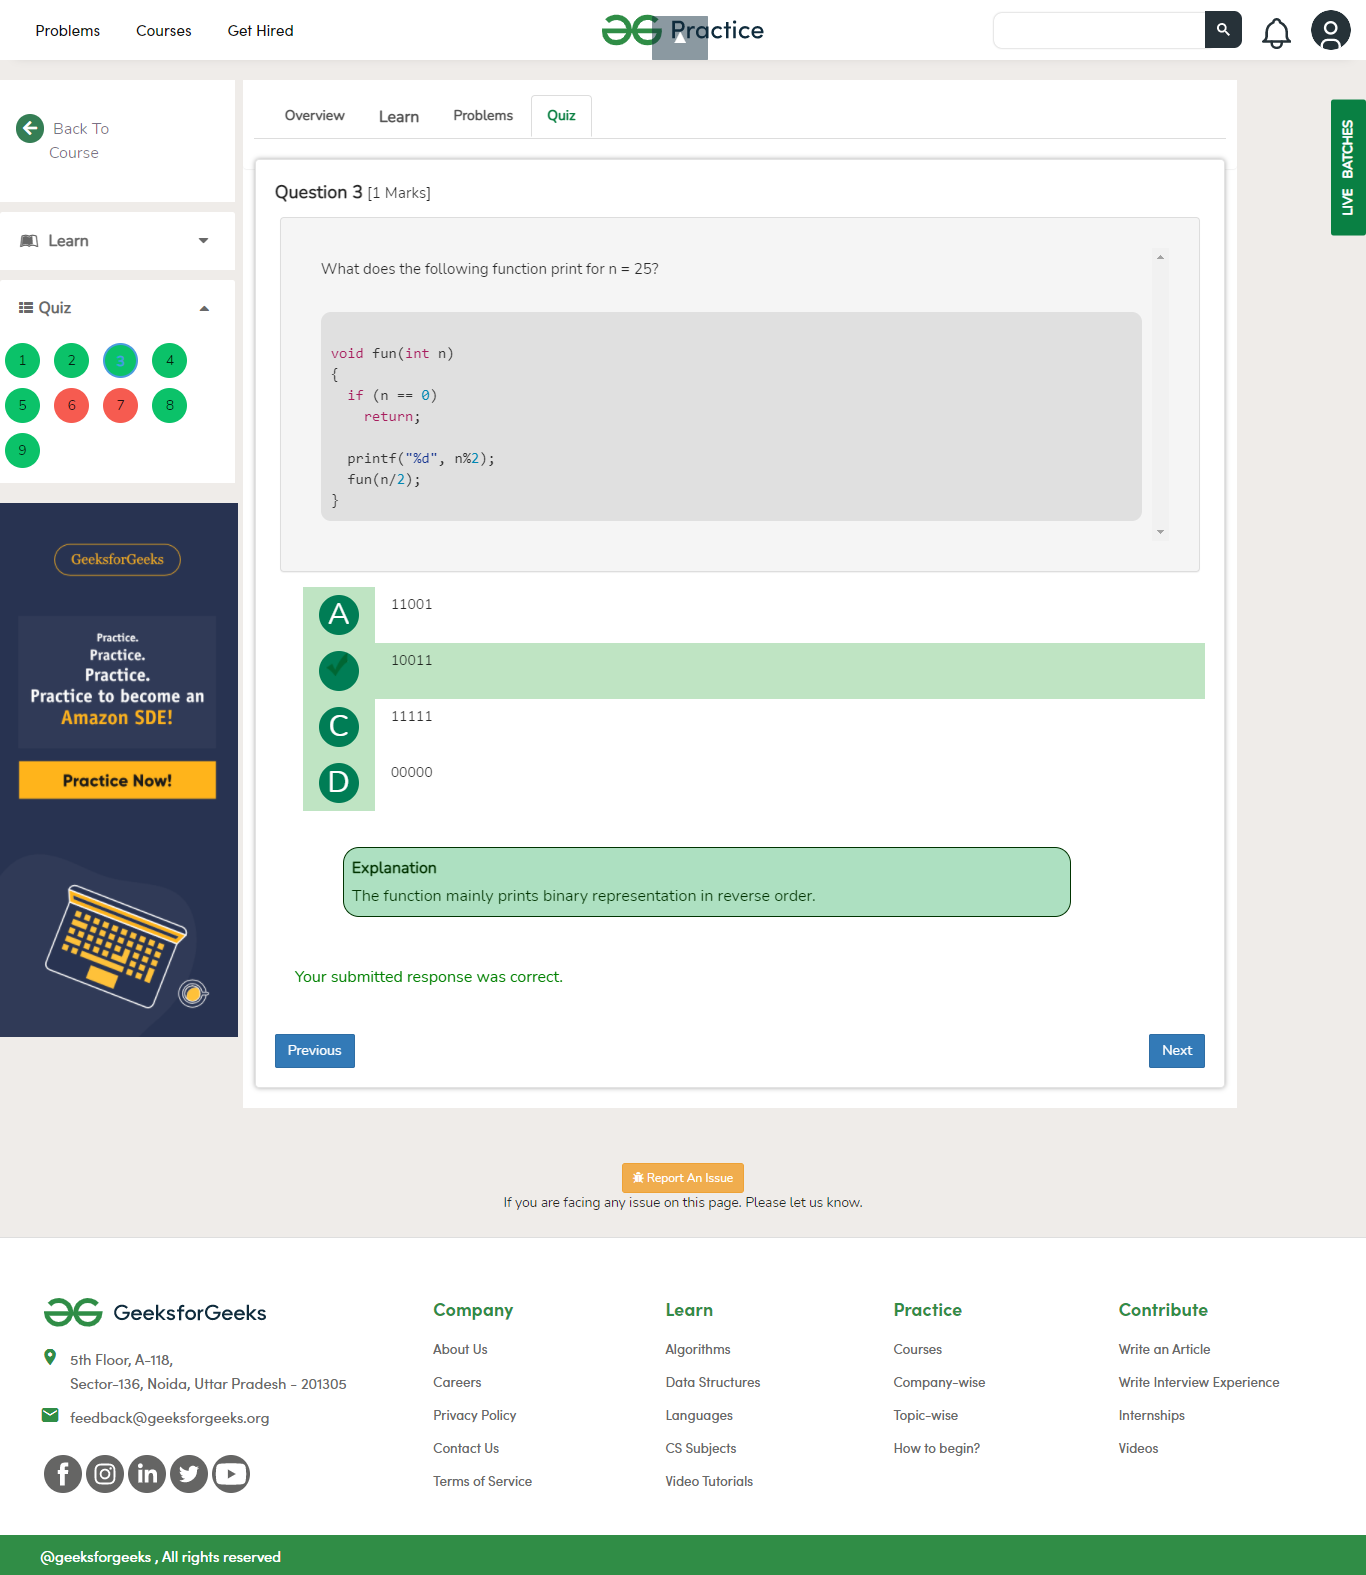 Problems Courses Get Hired
Practice
Back To
Course
Learn
Quiz
1 2 3 4
5 6 7 8
9
GeeksforGeeks
Practice.
Practice.
Practice.
Practice to become an
Amazon SDE!
Practice Now!
Overview Learn Problems Quiz
LIVE BATCHES
Question 3 [1 Marks]
What does the following function print for n = 25?
void fun(int n)
{
  if (n == 0)
    return;
  printf("%d", n%2);
  fun(n/2);
}
A 11001
10011
C 11111
D 00000
Explanation
The function mainly prints binary representation in reverse order.
Your submitted response was correct.
Previous Next
Report An Issue
If you are facing any issue on this page. Please let us know.
GeeksforGeeks
5th Floor, A-118,
Sector-136, Noida, Uttar Pradesh - 201305
feedback@geeksforgeeks.org
Company
About Us
Careers
Privacy Policy
Contact Us
Terms of Service
Learn
Algorithms
Data Structures
Languages
CS Subjects
Video Tutorials
Practice
Courses
Company-wise
Topic-wise
How to begin?
Contribute
Write an Article
Write Interview Experience
Internships
Videos
@geeksforgeeks , All rights reserved